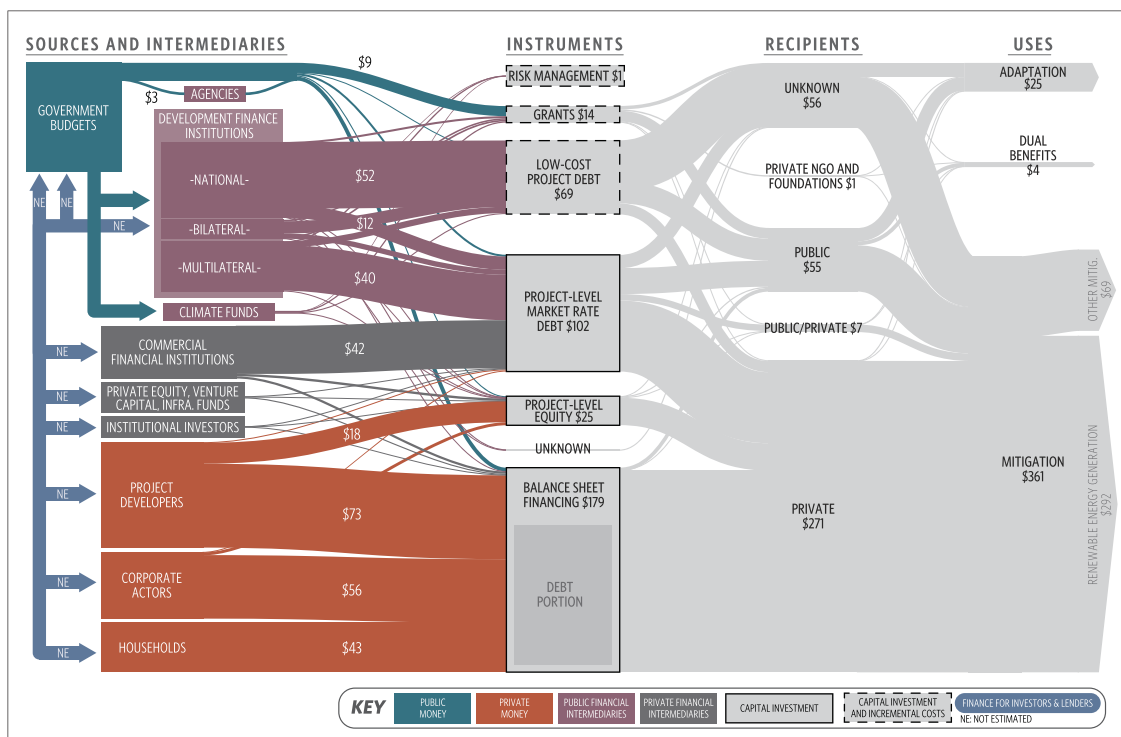 SOURCES AND INTERMEDIARIES
INSTRUMENTS
RECIPIENTS
USES
GOVERNMENT
BUDGETS
$9
$3
AGENCIES
DEVELOPMENT FINANCE
INSTITUTIONS
-NATIONAL-
$52
-BILATERAL-
$12
-MULTILATERAL-
$40
CLIMATE FUNDS
NE
NE
NE
COMMERCIAL
FINANCIAL INSTITUTIONS
$42
NE
PRIVATE EQUITY, VENTURE
CAPITAL, INFRA. FUNDS
NE
INSTITUTIONAL INVESTORS
NE
$18
PROJECT
DEVELOPERS
NE
$73
CORPORATE
ACTORS
NE
$56
HOUSEHOLDS
NE
$43
RISK MANAGEMENT $1
GRANTS $14
LOW-COST
PROJECT DEBT
$69
PROJECT-LEVEL
MARKET RATE
DEBT $102
PROJECT-LEVEL
EQUITY $25
UNKNOWN
BALANCE SHEET
FINANCING $179
DEBT
PORTION
UNKNOWN
$56
PRIVATE NGO AND
FOUNDATIONS $1
PUBLIC
$55
PUBLIC/PRIVATE $7
PRIVATE
$271
ADAPTATION
$25
DUAL
BENEFITS
$4
OTHER MITIG.
$69
MITIGATION
$361
RENEWABLE ENERGY GENERATION
$292
KEY
PUBLIC
MONEY
PRIVATE
MONEY
PUBLIC FINANCIAL
INTERMEDIARIES
PRIVATE FINANCIAL
INTERMEDIARIES
CAPITAL INVESTMENT
CAPITAL INVESTMENT
AND INCREMENTAL COSTS
FINANCE FOR INVESTORS & LENDERS
NE: NOT ESTIMATED